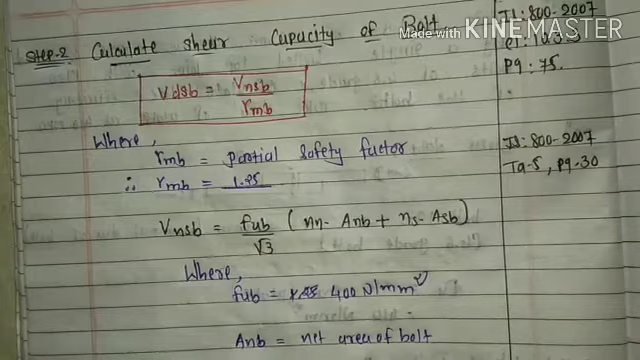 Step-2 Calculate shear Capacity of Bolt
Vdsb = Vnsb / γmb
Where,
γmb = partial safety factor
∴ γmb = 1.25
Vnsb = fub/√3 (nn. Anb + ns. Asb)
Where,
fub = 400 N/mm²
Anb = net area of bolt
IS: 800-2007
Pg: 75.
IS: 800-2007
Ta-5, Pg-30
Made with KINEMASTER